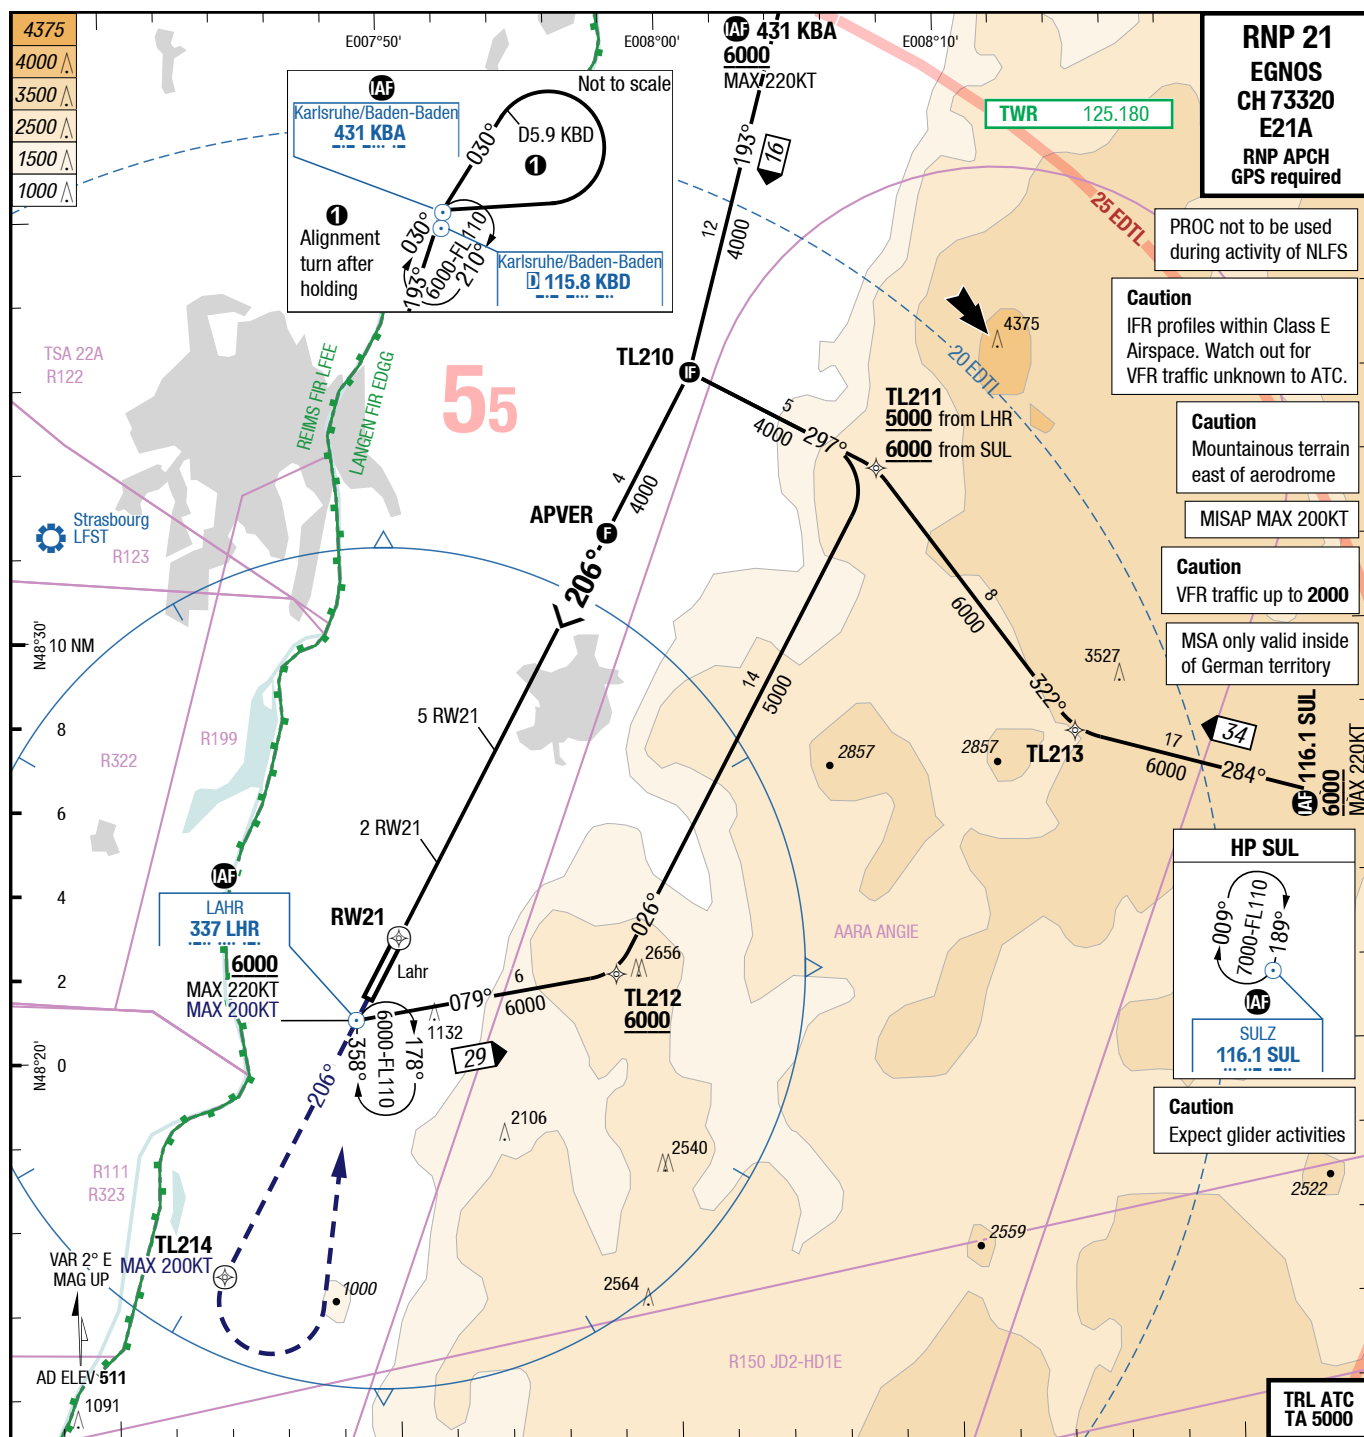 4375
4000
3500
2500
1500
1000
E007°50'
E008°00'
E008°10'
IAF 431 KBA
6000
MAX 220KT
RNP 21
EGNOS
CH 73320
E21A
RNP APCH
GPS required
TWR 125.180
IAF
Not to scale
Karlsruhe/Baden-Baden
431 KBA
030°
D5.9 KBD
1
1
Alignment
turn after
holding
030°
193°
6000-FL110
210°
Karlsruhe/Baden-Baden
D 115.8 KBD
193°
16
12
4000
25 EDTL
20 EDTL
PROC not to be used
during activity of NLFS
Caution
IFR profiles within Class E
Airspace. Watch out for
VFR traffic unknown to ATC.
Caution
Mountainous terrain
east of aerodrome
MISAP MAX 200KT
Caution
VFR traffic up to 2000
MSA only valid inside
of German territory
TSA 22A
R122
REIMS FIR LFEE
LANGEN FIR EDGG
55
4375
TL210
IF
5
4000
297°
TL211
5000 from LHR
6000 from SUL
4
4000
APVER
F
206°
Strasbourg
LFST
R123
N48°30'
10 NM
8
6
4
2
0
N48°20'
8
6000
322°
3527
14
5000
5 RW21
R199
R322
2857
2857
TL213
34
17
6000
284°
IAF 116.1 SUL
6000
MAX 220KT
2 RW21
HP SUL
009°
7000-FL110
189°
IAF
SULZ
116.1 SUL
IAF
LAHR
337 LHR
6000
MAX 220KT
MAX 200KT
RW21
Lahr
026°
AARA ANGIE
2656
6
079°
6000
TL212
6000
1132
29
358°
6000-FL110
178°
206°
2106
2540
Caution
Expect glider activities
R111
R323
2522
TL214
MAX 200KT
VAR 2° E
MAG UP
1000
2559
2564
R150 JD2-HD1E
AD ELEV 511
1091
TRL ATC
TA 5000